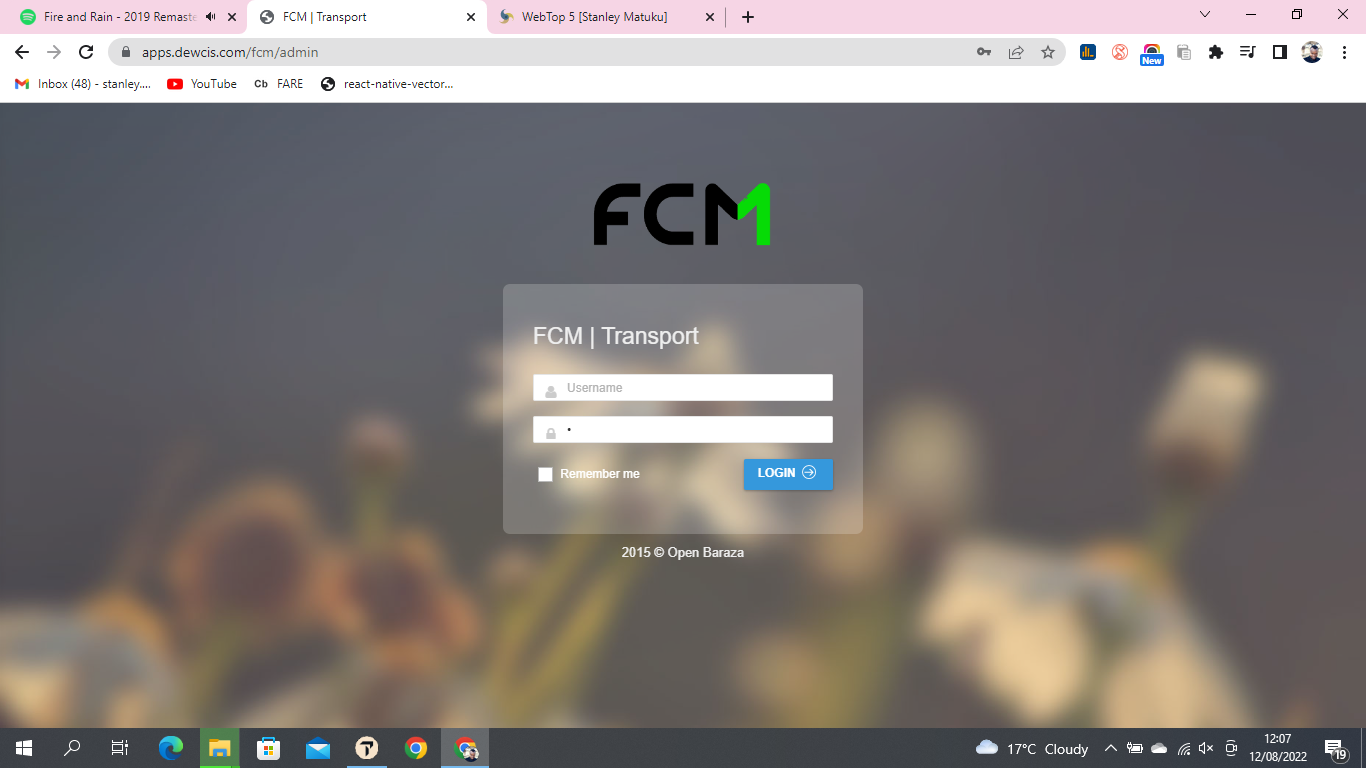 Fire and Rain - 2019 Remaste
FCM | Transport
WebTop 5 [Stanley Matuku]
apps.dewcis.com/fcm/admin
New
Inbox (48) - stanley....
YouTube
Cb FARE
react-native-vector...
FCM
FCM | Transport
Username
•
Remember me
LOGIN
2015 © Open Baraza
17°C Cloudy
12:07
12/08/2022
19